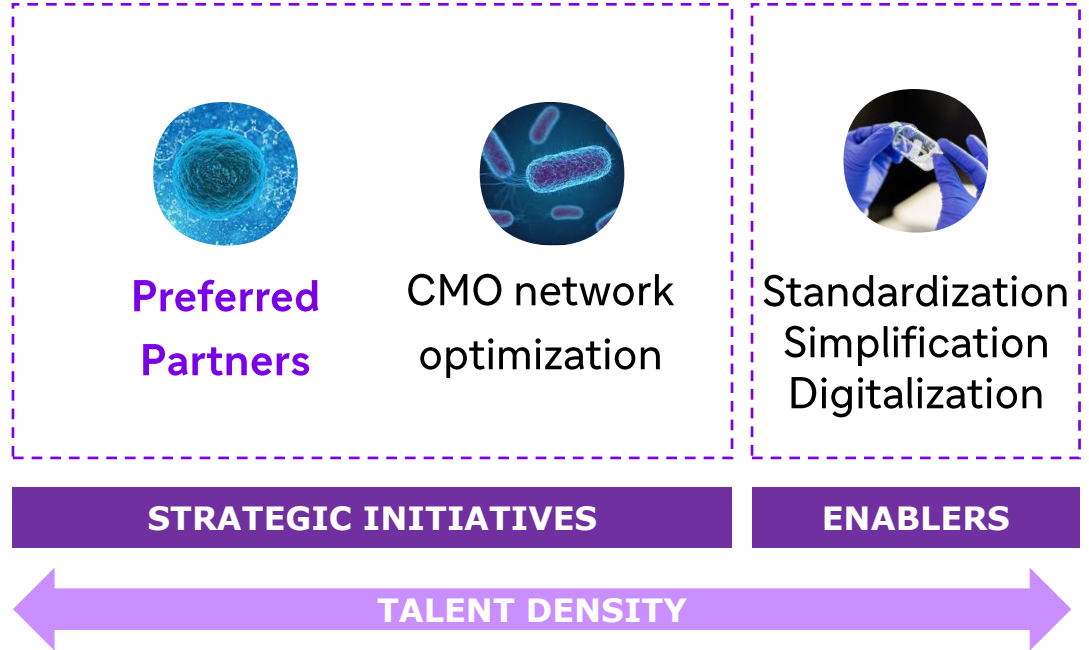 Preferred
Partners
CMO network
optimization
Standardization
Simplification
Digitalization
STRATEGIC INITIATIVES
ENABLERS
TALENT DENSITY